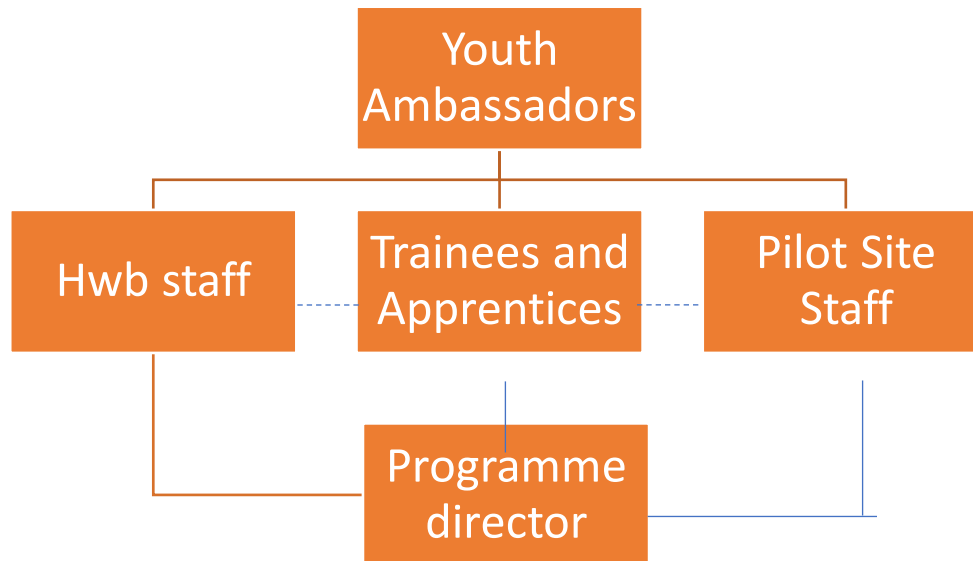 Youth
Ambassadors
Hwb staff
Trainees and
Apprentices
Pilot Site
Staff
Programme
director